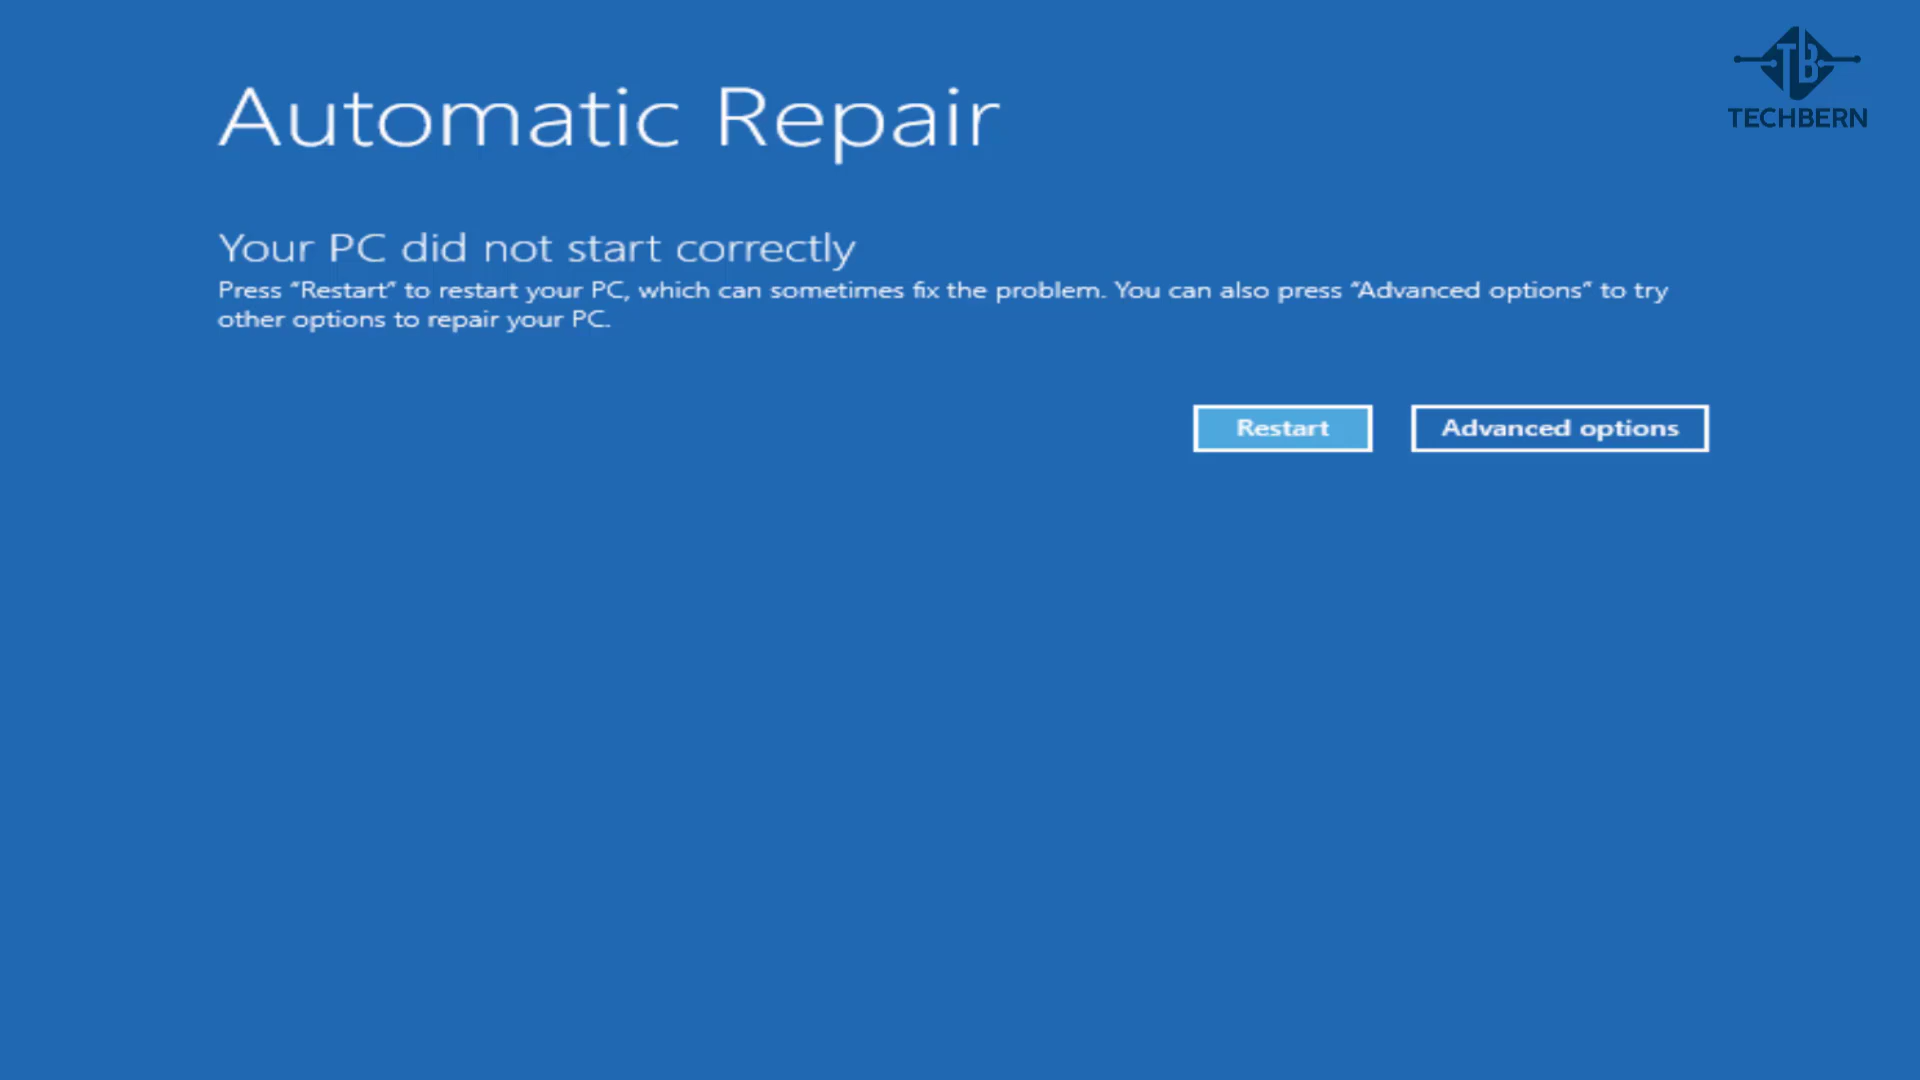 TB
TECHBERN
Automatic Repair
Your PC did not start correctly
Press “Restart” to restart your PC, which can sometimes fix the problem. You can also press “Advanced options” to try
other options to repair your PC.
Restart
Advanced options